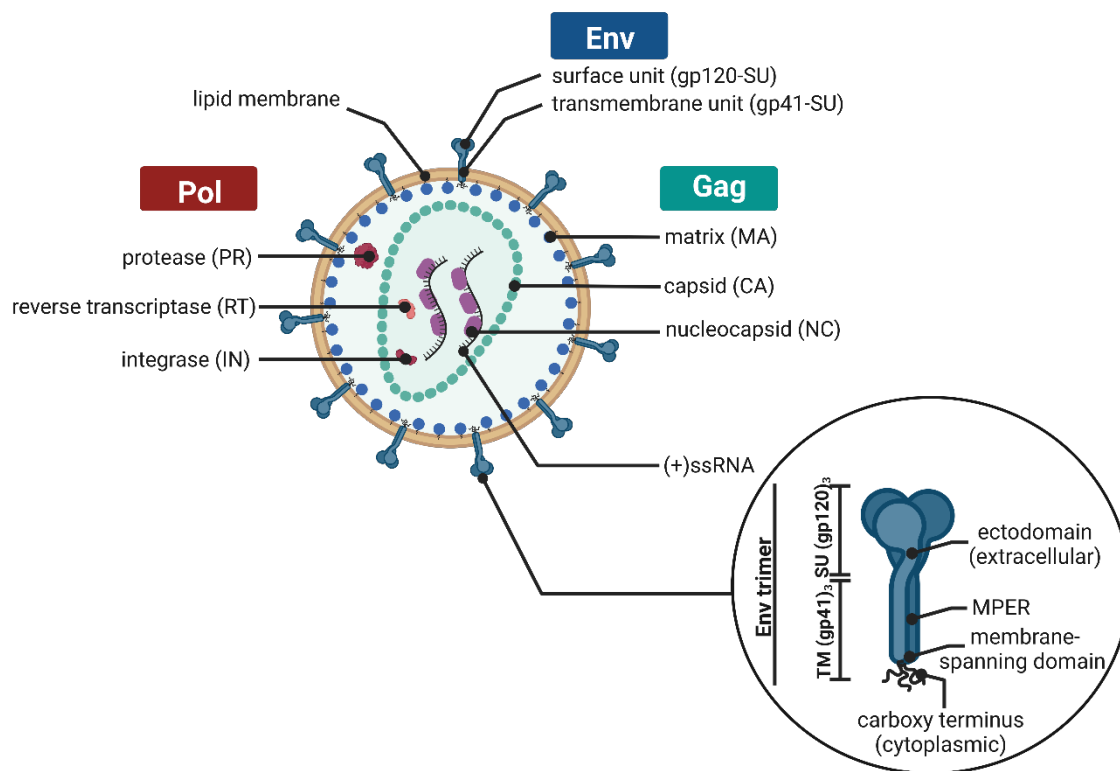 Env
surface unit (gp120-SU)
transmembrane unit (gp41-SU)
lipid membrane
Pol
Gag
protease (PR)
reverse transcriptase (RT)
integrase (IN)
matrix (MA)
capsid (CA)
nucleocapsid (NC)
(+)ssRNA
Env trimer
TM (gp41)₃ SU (gp120)₃
ectodomain
(extracellular)
MPER
membrane-
spanning domain
carboxy terminus
(cytoplasmic)